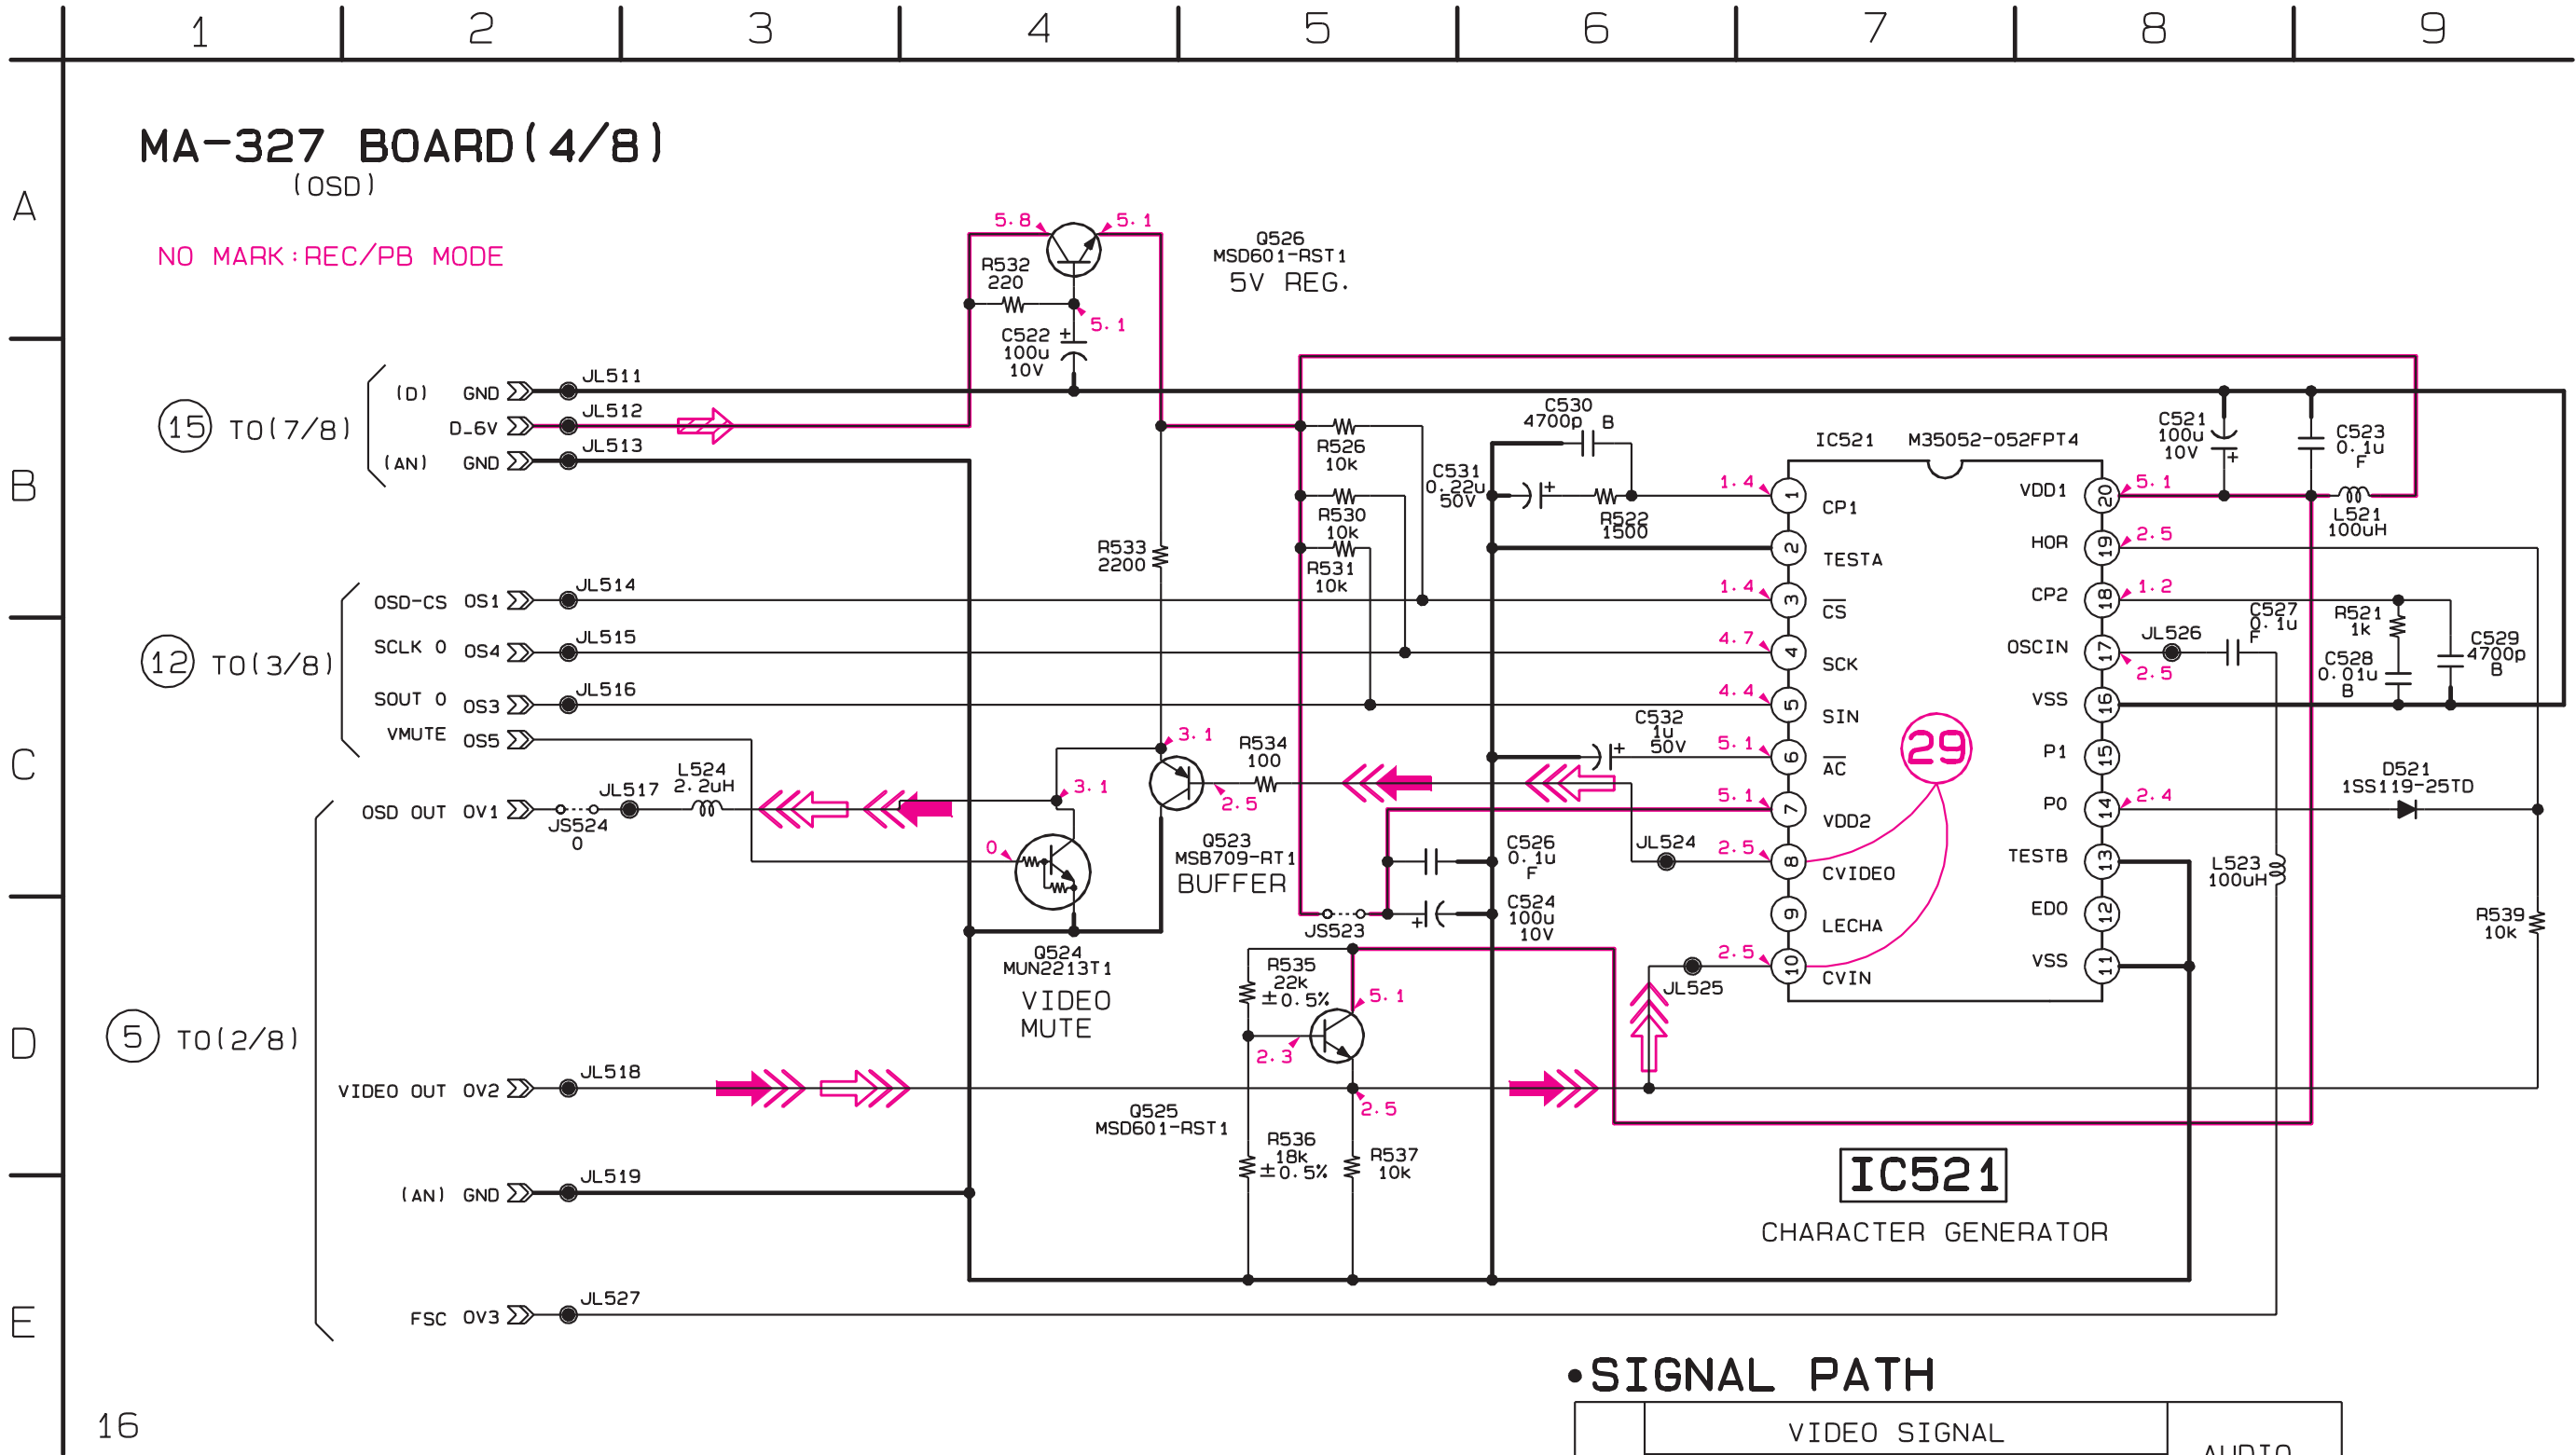 1 2 3 4 5 6 7 8 9
A
B
C
D
E
MA-327 BOARD(4/8)
(OSD)
NO MARK:REC/PB MODE
5.8
5.1
Q526
MSD601-RST1
5V REG.
R532
220
5.1
C522
100u
10V
+
15 TO(7/8)
(D) GND JL511
D_6V JL512
(AN) GND JL513
R526
10k
R530
10k
R531
10k
R533
2200
C530
4700p B
C531
0.22u
50V
+
R522
1500
IC521 M35052-052FPT4
1.4 1 CP1
2 TESTA
1.4 3 CS
4.7 4 SCK
4.4 5 SIN
5.1 6 AC
5.1 7 VDD2
2.5 8 CVIDEO
9 LECHA
2.5 10 CVIN
VDD1 20 5.1
HOR 19 2.5
CP2 18 1.2
OSCIN 17 2.5
VSS 16
P1 15
P0 14 2.4
TESTB 13
EDO 12
VSS 11
29
C521
100u
10V
+
C523
0.1u
F
L521
100uH
C527
0.1u
F
JL526
R521
1k
C528
0.01u
B
C529
4700p
B
D521
1SS119-25TD
L523
100uH
R539
10k
12 TO(3/8)
OSD-CS OS1 JL514
SCLK 0 OS4 JL515
SOUT 0 OS3 JL516
VMUTE OS5
C532
1u
50V
+
3.1
R534
100
2.5
3.1
Q523
MSB709-RT1
BUFFER
0
Q524
MUN2213T1
VIDEO
MUTE
5 TO(2/8)
OSD OUT OV1
JS524
0
JL517
L524
2.2uH
JL524
C526
0.1u
F
C524
100u
10V
+
JS523
JL525
R535
22k
±0.5%
5.1
2.3
2.5
Q525
MSD601-RST1
R536
18k
±0.5%
R537
10k
VIDEO OUT OV2 JL518
(AN) GND JL519
FSC OV3 JL527
IC521
CHARACTER GENERATOR
•SIGNAL PATH
VIDEO SIGNAL
AUDIO
16